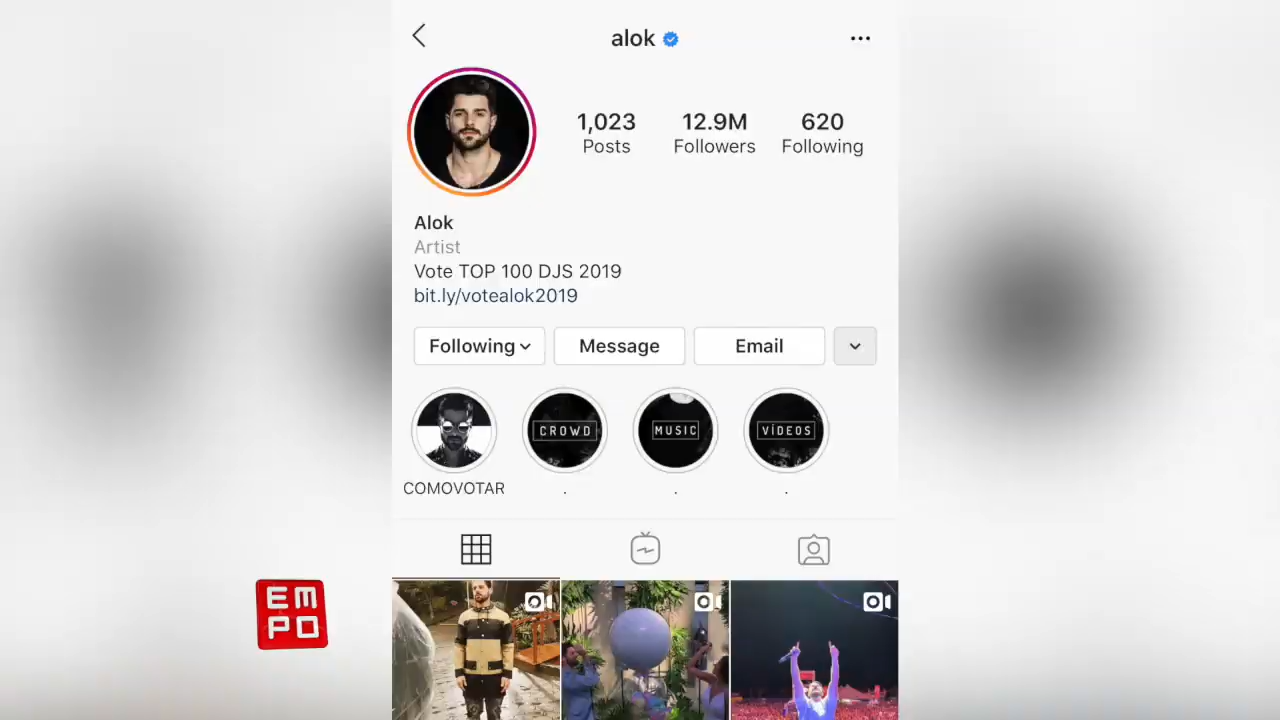 alok
1,023 12.9M 620
Posts Followers Following
Alok
Artist
Vote TOP 100 DJS 2019
bit.ly/votealok2019
Following Message Email
CROWD MUSIC VÍDEOS
COMOVOTAR . . .
EM
PO